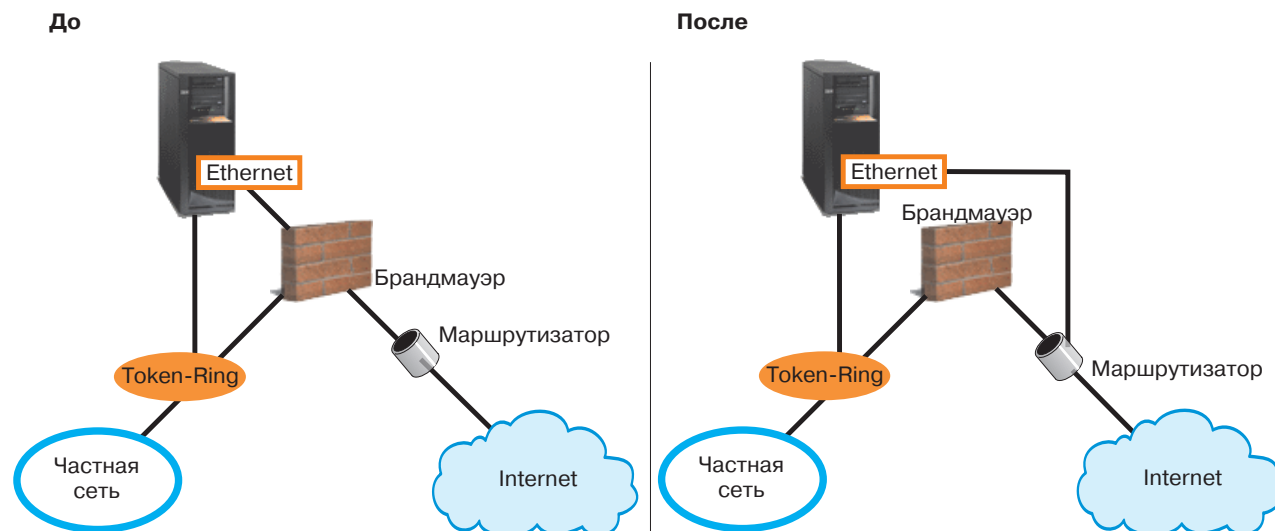 До
Ethernet
Брандмауэр
Маршрутизатор
Token-Ring
Частная
сеть
Internet
После
Ethernet
Брандмауэр
Маршрутизатор
Token-Ring
Частная
сеть
Internet